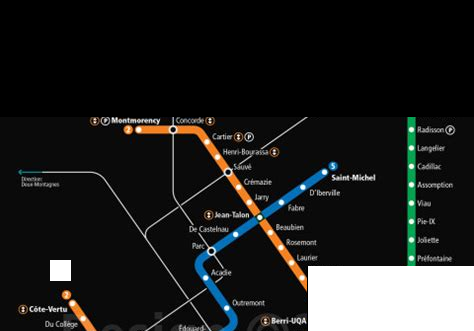 Montmorency
2
Concorde
Cartier
Henri-Bourassa
Sauvé
Crémazie
Jarry
Jean-Talon
De Castelnau
Parc
Acadie
Outremont
Édouard-
5
Saint-Michel
D'Iberville
Fabre
Beaubien
Rosemont
Laurier
Berri-UQA
Direction:
Deux-Montagnes
2
Côte-Vertu
Du Collège
Radisson
Langelier
Cadillac
Assomption
Viau
Pie-IX
Joliette
Préfontaine